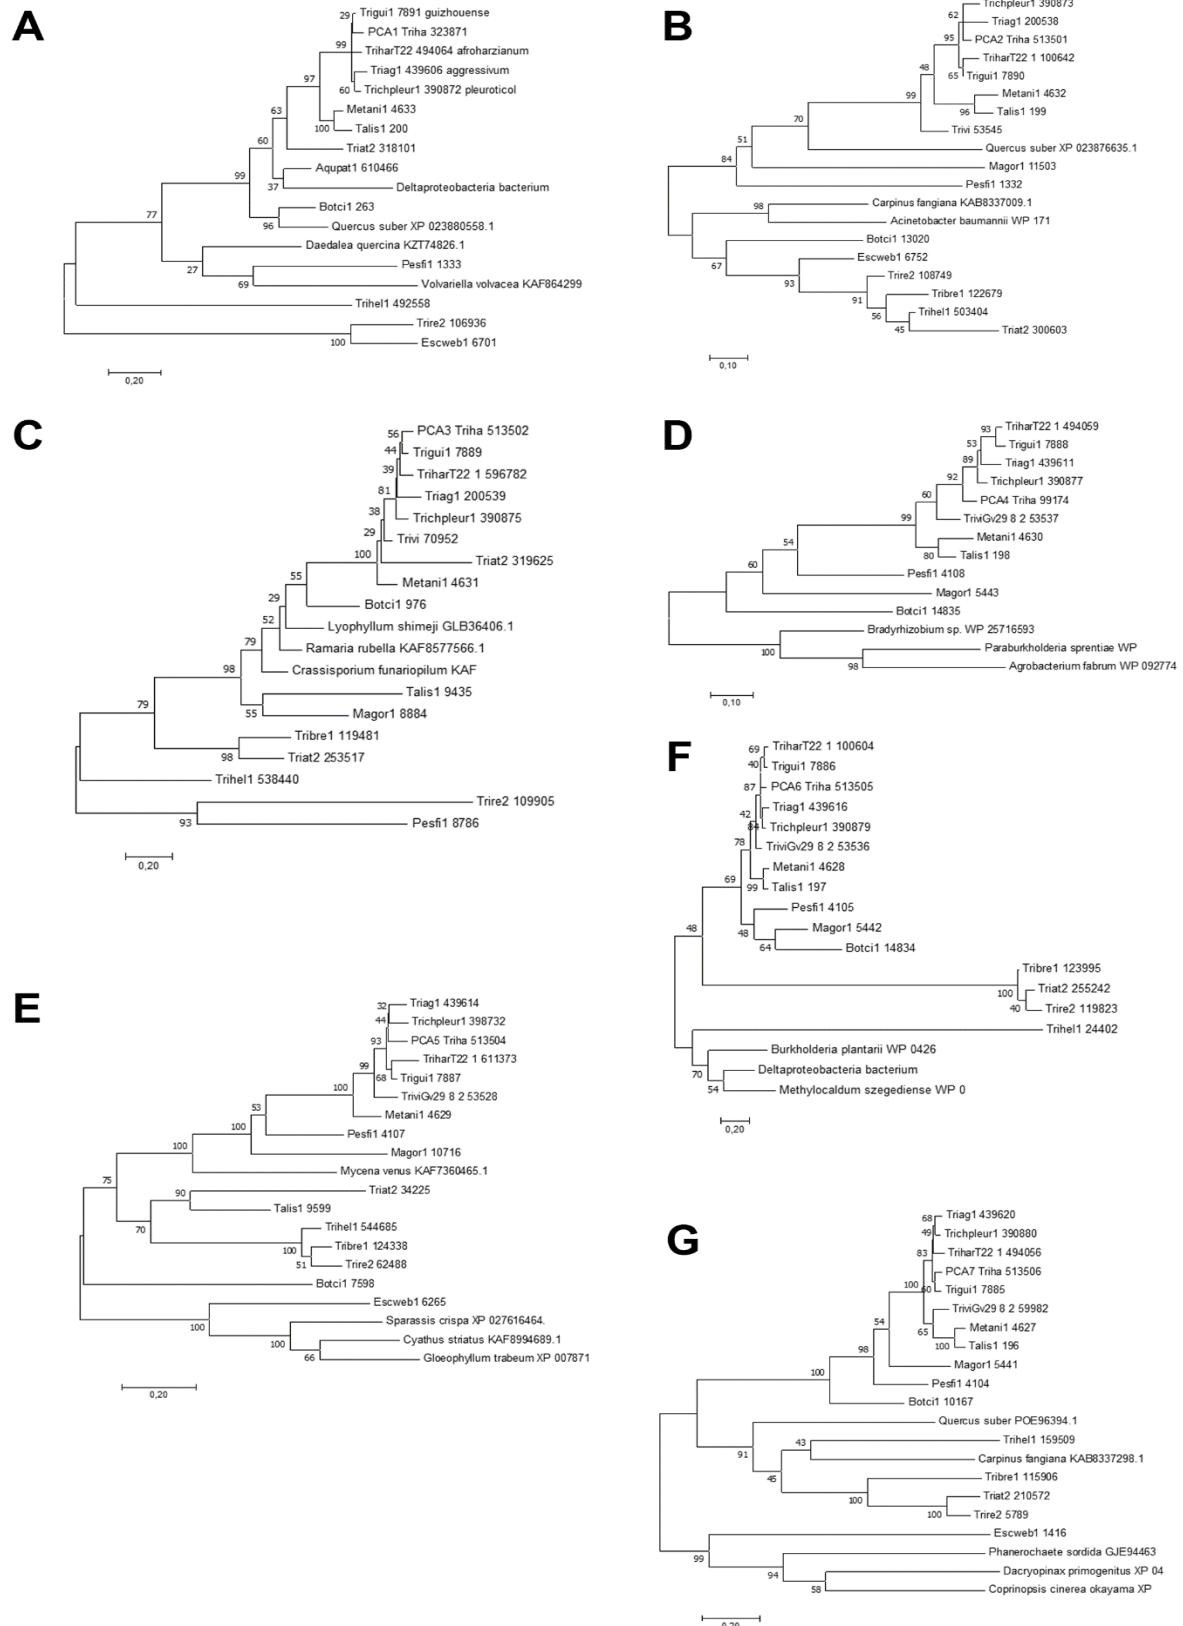 A
29
Trigui1 7891 guizhouense
PCA1 Triha 323871
99
TriharT22 494064 afroharzianum
Triag1 439606 aggressivum
97
60
Trichpleur1 390872 pleuroticol
63
Metani1 4633
100
Talis1 200
60
Triat2 318101
Aqupat1 610466
99
37
Deltaproteobacteria bacterium
Botci1 263
77
96
Quercus suber XP 023880558.1
Daedalea quercina KZT74826.1
27
Pesfi1 1333
69
Volvariella volvacea KAF864299
Trihel1 492558
Trire2 106936
100
Escweb1 6701
0,20
B
Trichpleur1 390873
62
Triag1 200538
95
PCA2 Triha 513501
TriharT22 1 100642
48
65
Trigui1 7890
99
Metani1 4632
96
Talis1 199
70
Trivi 53545
51
Quercus suber XP 023876635.1
84
Magor1 11503
Pesfi1 1332
98
Carpinus fangiana KAB8337009.1
Acinetobacter baumannii WP 171
Botci1 13020
67
Escweb1 6752
93
Trire2 108749
91
Tribre1 122679
56
Trihel1 503404
45
Triat2 300603
0,10
C
56
PCA3 Triha 513502
44
Trigui1 7889
39
TriharT22 1 596782
81
Triag1 200539
38
Trichpleur1 390875
29
Trivi 70952
100
Triat2 319625
55
Metani1 4631
29
Botci1 976
52
Lyophyllum shimeji GLB36406.1
79
Ramaria rubella KAF8577566.1
98
Crassisporium funariopilum KAF
Talis1 9435
79
55
Magor1 8884
Tribre1 119481
98
Triat2 253517
Trihel1 538440
Trire2 109905
93
Pesfi1 8786
0,20
D
93
TriharT22 1 494059
53
Trigui1 7888
89
Triag1 439611
92
Trichpleur1 390877
60
PCA4 Triha 99174
99
TriviGv29 8 2 53537
Metani1 4630
54
80
Talis1 198
60
Pesfi1 4108
Magor1 5443
Botci1 14835
Bradyrhizobium sp. WP 25716593
100
Paraburkholderia sprentiae WP
98
Agrobacterium fabrum WP 092774
0,10
F
69
TriharT22 1 100604
40
Trigui1 7886
87
PCA6 Triha 513505
42
Triag1 439616
84
Trichpleur1 390879
78
TriviGv29 8 2 53536
Metani1 4628
69
99
Talis1 197
Pesfi1 4105
48
48
Magor1 5442
64
Botci1 14834
Tribre1 123995
100
Triat2 255242
40
Trire2 119823
Trihel1 24402
Burkholderia plantarii WP 0426
70
Deltaproteobacteria bacterium
54
Methylocaldum szegediense WP 0
0,20
E
32
Triag1 439614
44
Trichpleur1 398732
93
PCA5 Triha 513504
99
TriharT22 1 611373
68
Trigui1 7887
100
TriviGv29 8 2 53528
53
Metani1 4629
100
Pesfi1 4107
100
Magor1 10716
Mycena venus KAF7360465.1
75
90
Triat2 34225
Talis1 9599
70
Trihel1 544685
100
Tribre1 124338
51
Trire2 62488
Botci1 7598
Escweb1 6265
100
Sparassis crispa XP 027616464.
100
Cyathus striatus KAF8994689.1
66
Gloeophyllum trabeum XP 007871
0,20
G
68
Triag1 439620
49
Trichpleur1 390880
83
TriharT22 1 494056
PCA7 Triha 513506
100
60
Trigui1 7885
TriviGv29 8 2 59982
54
65
Metani1 4627
100
Talis1 196
98
Magor1 5441
100
Pesfi1 4104
Botci1 10167
Quercus suber POE96394.1
91
43
Trihel1 159509
Carpinus fangiana KAB8337298.1
45
Tribre1 115906
100
Triat2 210572
100
Trire2 5789
Escweb1 1416
99
Phanerochaete sordida GJE94463
94
Dacryopinax primogenitus XP 04
58
Coprinopsis cinerea okayama XP
0,20